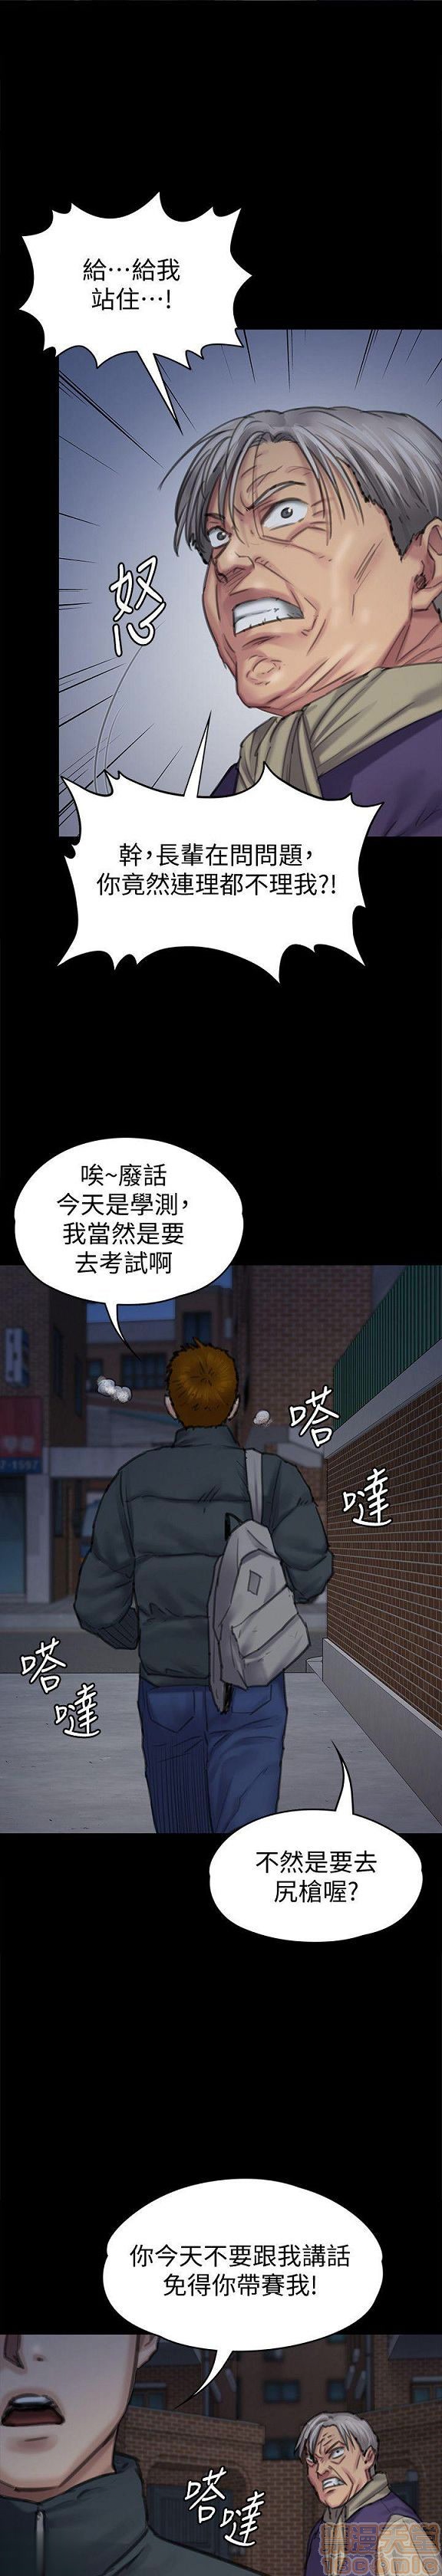 給…給我
站住…!
怒
幹,長輩在問問題,
你竟然連理都不理我?!
唉~廢話
今天是學測,
我當然是要
去考試啊
嗒
噠
嗒
噠
不然是要去
尻槍喔?
你今天不要跟我講話
免得你帶賽我!
嗒
噠